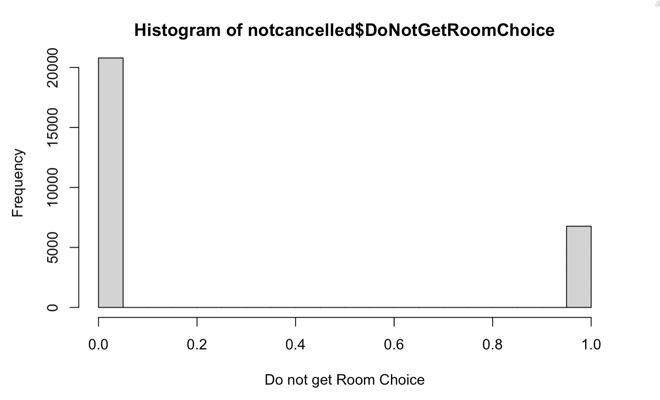 Histogram of notcancelled$DoNotGetRoomChoice
Frequency
20000
15000
10000
5000
0
0.0 0.2 0.4 0.6 0.8 1.0
Do not get Room Choice